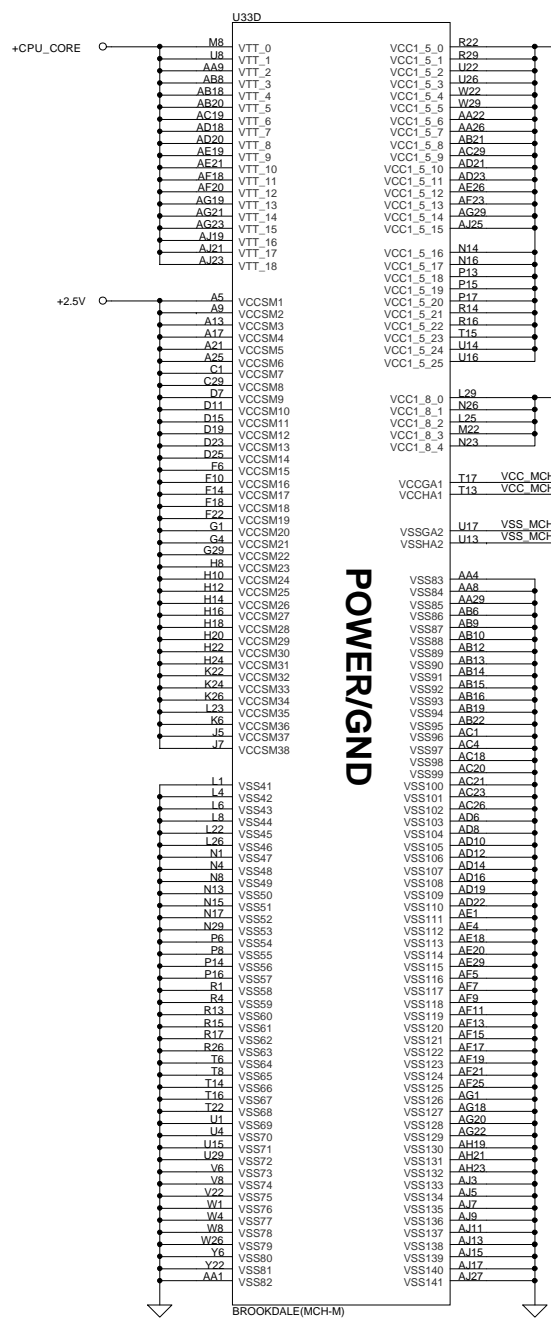 U33D
+CPU_CORE
M8 VTT_0
U8 VTT_1
AA9 VTT_2
AB8 VTT_3
AB18 VTT_4
AB20 VTT_5
AC19 VTT_6
AD18 VTT_7
AD20 VTT_8
AE19 VTT_9
AE21 VTT_10
AF18 VTT_11
AF20 VTT_12
AG19 VTT_13
AG21 VTT_14
AG23 VTT_15
AJ19 VTT_16
AJ21 VTT_17
AJ23 VTT_18
+2.5V
A5 VCCSM1
A9 VCCSM2
A13 VCCSM3
A17 VCCSM4
A21 VCCSM5
A25 VCCSM6
C1 VCCSM7
C29 VCCSM8
D7 VCCSM9
D11 VCCSM10
D15 VCCSM11
D19 VCCSM12
D23 VCCSM13
D25 VCCSM14
F6 VCCSM15
F10 VCCSM16
F14 VCCSM17
F18 VCCSM18
F22 VCCSM19
G1 VCCSM20
G4 VCCSM21
G29 VCCSM22
H8 VCCSM23
H10 VCCSM24
H12 VCCSM25
H14 VCCSM26
H16 VCCSM27
H18 VCCSM28
H20 VCCSM29
H22 VCCSM30
H24 VCCSM31
K22 VCCSM32
K24 VCCSM33
K26 VCCSM34
L23 VCCSM35
K6 VCCSM36
J5 VCCSM37
J7 VCCSM38
L1 VSS41
L4 VSS42
L6 VSS43
L8 VSS44
L22 VSS45
L26 VSS46
N1 VSS47
N4 VSS48
N8 VSS49
N13 VSS50
N15 VSS51
N17 VSS52
N29 VSS53
P6 VSS54
P8 VSS55
P14 VSS56
P16 VSS57
R1 VSS58
R4 VSS59
R13 VSS60
R15 VSS61
R17 VSS62
R26 VSS63
T6 VSS64
T8 VSS65
T14 VSS66
T16 VSS67
T22 VSS68
U1 VSS69
U4 VSS70
U15 VSS71
U29 VSS72
V6 VSS73
V8 VSS74
V22 VSS75
W1 VSS76
W4 VSS77
W8 VSS78
W26 VSS79
Y6 VSS80
Y22 VSS81
AA1 VSS82
POWER/GND
VCC1_5_0 R22
VCC1_5_1 R29
VCC1_5_2 U22
VCC1_5_3 U26
VCC1_5_4 W22
VCC1_5_5 W29
VCC1_5_6 AA22
VCC1_5_7 AA26
VCC1_5_8 AB21
VCC1_5_9 AC29
VCC1_5_10 AD21
VCC1_5_11 AD23
VCC1_5_12 AE26
VCC1_5_13 AF23
VCC1_5_14 AG29
VCC1_5_15 AJ25
VCC1_5_16 N14
VCC1_5_17 N16
VCC1_5_18 P13
VCC1_5_19 P15
VCC1_5_20 P17
VCC1_5_21 R14
VCC1_5_22 R16
VCC1_5_23 T15
VCC1_5_24 U14
VCC1_5_25 U16
VCC1_8_0 L29
VCC1_8_1 N26
VCC1_8_2 L25
VCC1_8_3 M22
VCC1_8_4 N23
VCCGA1 T17 VCC_MCH
VCCHA1 T13 VCC_MCH
VSSGA2 U17 VSS_MCH
VSSHA2 U13 VSS_MCH
VSS83 AA4
VSS84 AA8
VSS85 AA29
VSS86 AB6
VSS87 AB9
VSS88 AB10
VSS89 AB12
VSS90 AB13
VSS91 AB14
VSS92 AB15
VSS93 AB16
VSS94 AB19
VSS95 AB22
VSS96 AC1
VSS97 AC4
VSS98 AC18
VSS99 AC20
VSS100 AC21
VSS101 AC23
VSS102 AC26
VSS103 AD6
VSS104 AD8
VSS105 AD10
VSS106 AD12
VSS107 AD14
VSS108 AD16
VSS109 AD19
VSS110 AD22
VSS111 AE1
VSS112 AE4
VSS113 AE18
VSS114 AE20
VSS115 AE29
VSS116 AF5
VSS117 AF7
VSS118 AF9
VSS119 AF11
VSS120 AF13
VSS121 AF15
VSS122 AF17
VSS123 AF19
VSS124 AF21
VSS125 AF25
VSS126 AG1
VSS127 AG18
VSS128 AG20
VSS129 AG22
VSS130 AH19
VSS131 AH21
VSS132 AH23
VSS133 AJ3
VSS134 AJ5
VSS135 AJ7
VSS136 AJ9
VSS137 AJ11
VSS138 AJ13
VSS139 AJ15
VSS140 AJ17
VSS141 AJ27
BROOKDALE(MCH-M)